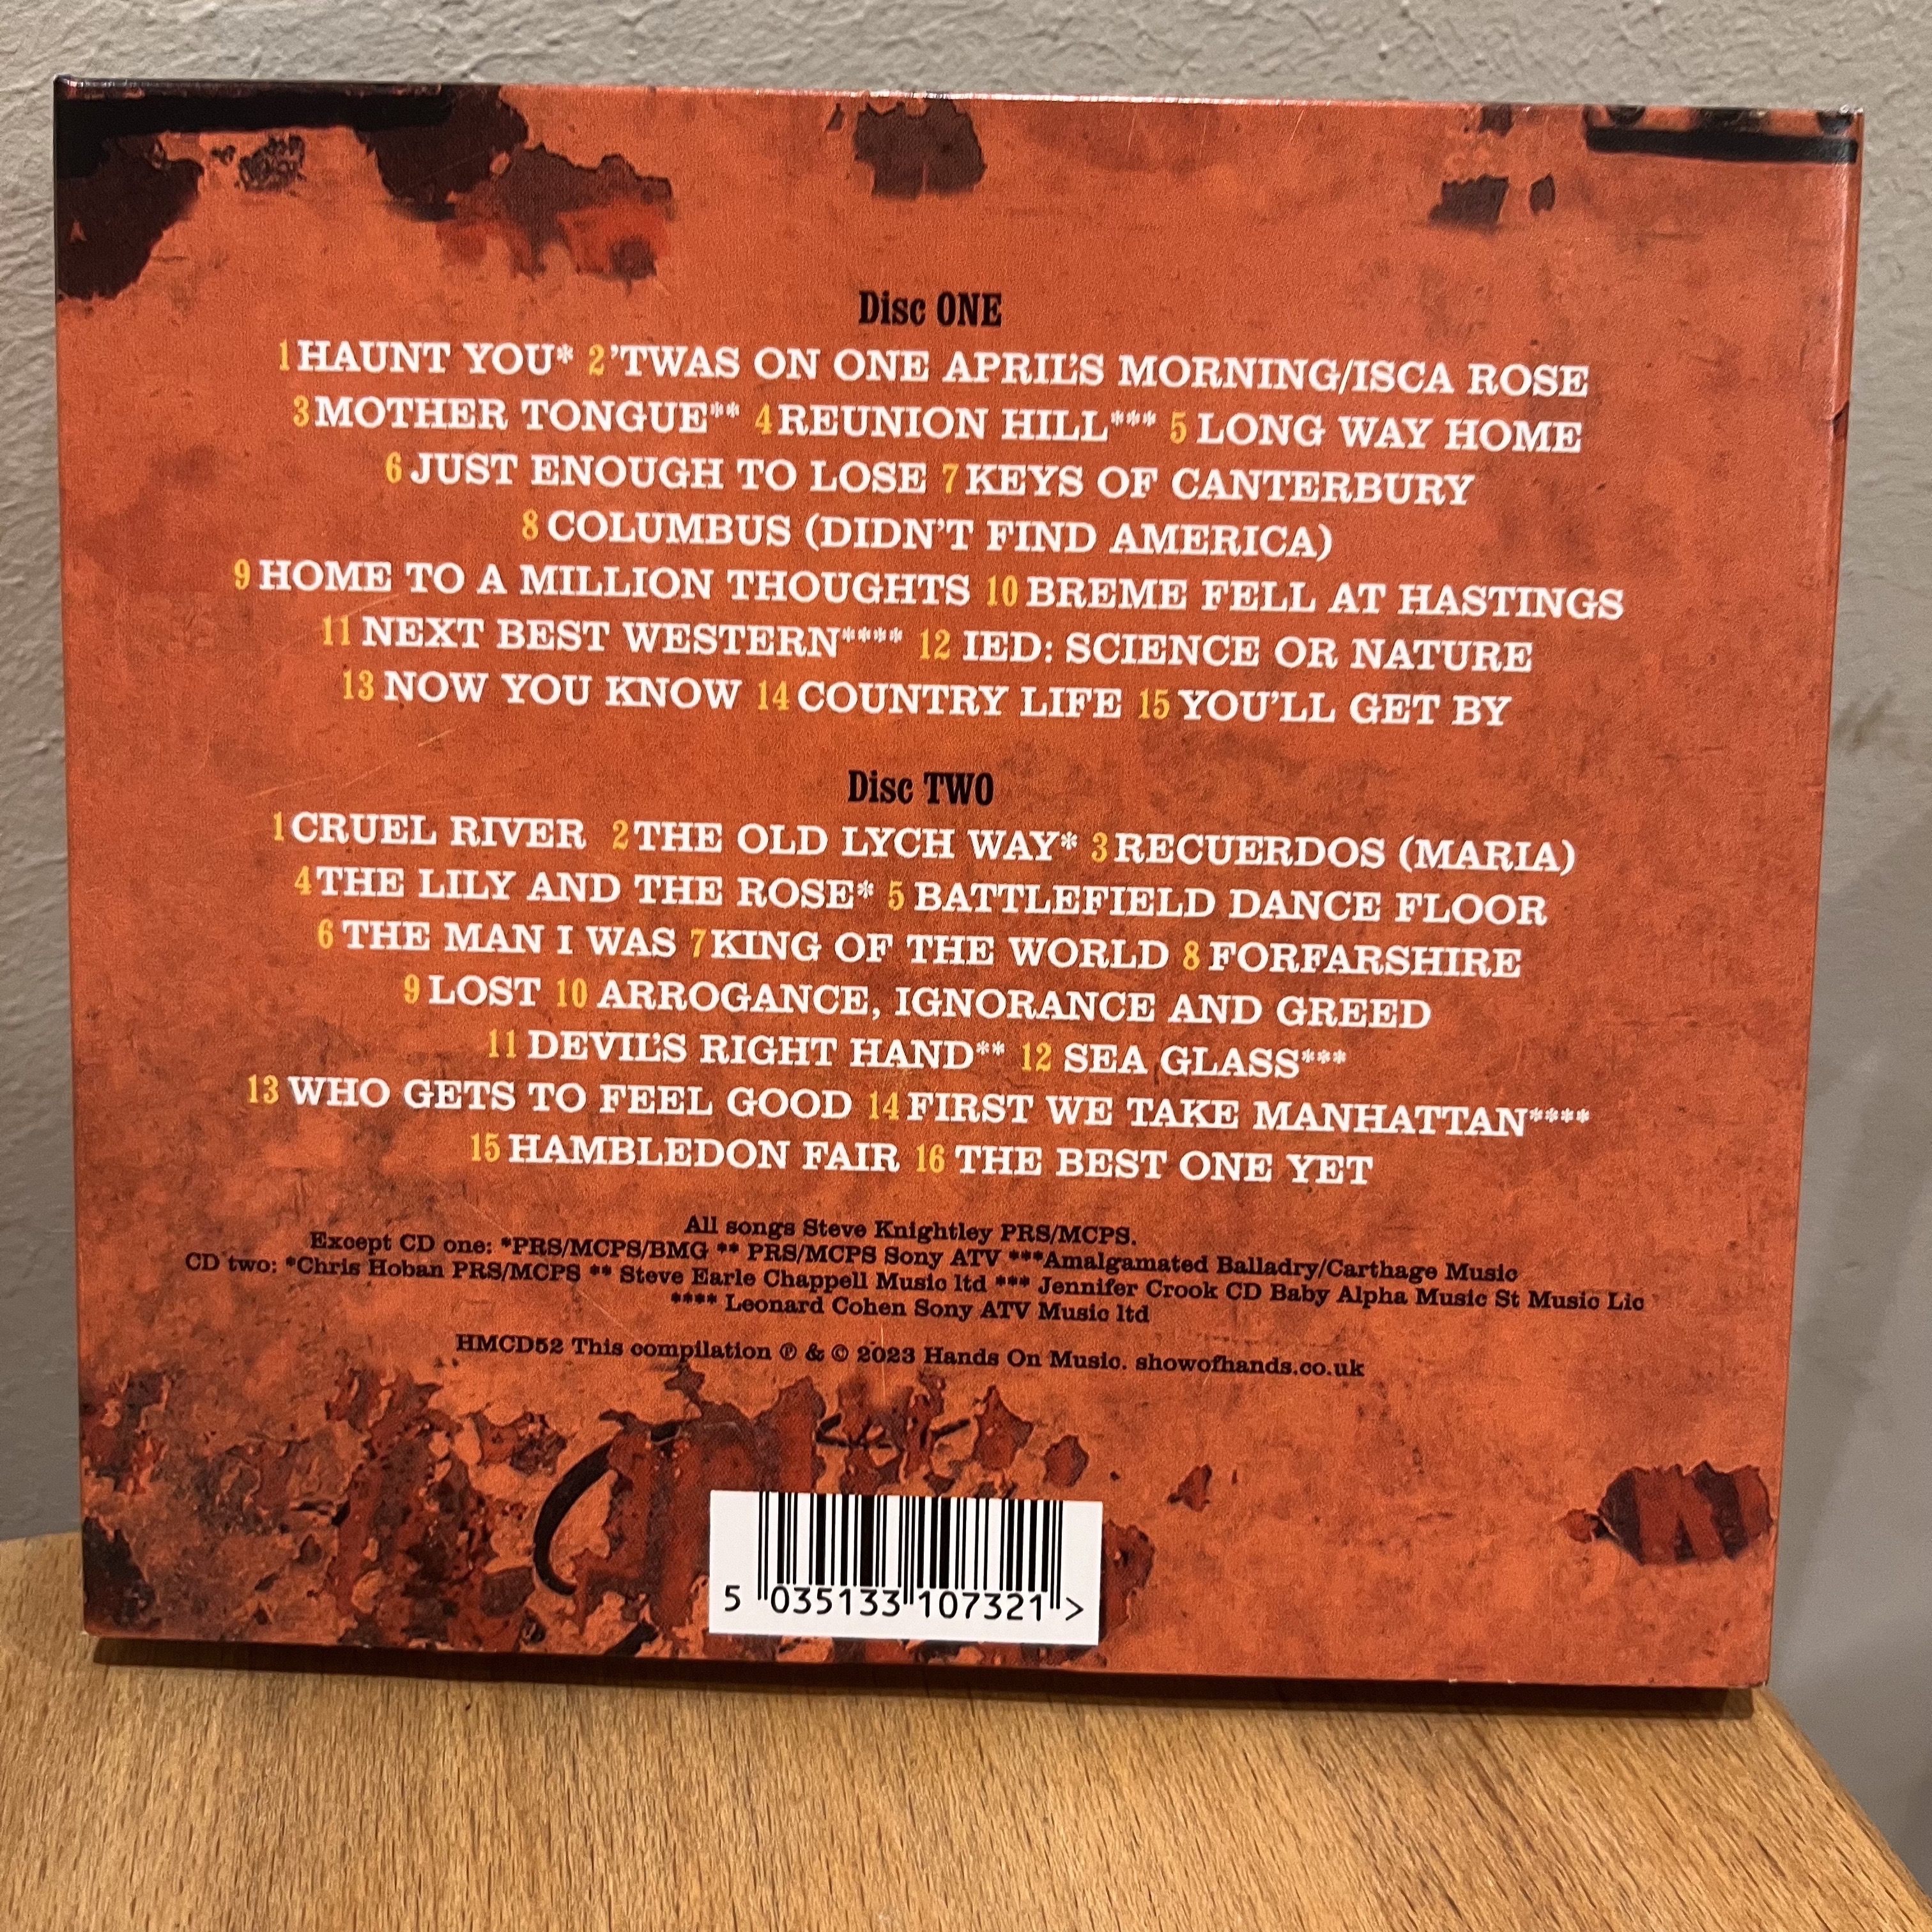 Disc ONE
1 HAUNT YOU* 2 'TWAS ON ONE APRIL'S MORNING/ISCA ROSE
3 MOTHER TONGUE** 4 REUNION HILL*** 5 LONG WAY HOME
6 JUST ENOUGH TO LOSE 7 KEYS OF CANTERBURY
8 COLUMBUS (DIDN'T FIND AMERICA)
9 HOME TO A MILLION THOUGHTS 10 BREME FELL AT HASTINGS
11 NEXT BEST WESTERN**** 12 IED: SCIENCE OR NATURE
13 NOW YOU KNOW 14 COUNTRY LIFE 15 YOU'LL GET BY
Disc TWO
1 CRUEL RIVER 2 THE OLD LYCH WAY* 3 RECUERDOS (MARIA)
4 THE LILY AND THE ROSE* 5 BATTLEFIELD DANCE FLOOR
6 THE MAN I WAS 7 KING OF THE WORLD 8 FORFARSHIRE
9 LOST 10 ARROGANCE, IGNORANCE AND GREED
11 DEVIL'S RIGHT HAND** 12 SEA GLASS***
13 WHO GETS TO FEEL GOOD 14 FIRST WE TAKE MANHATTAN****
15 HAMBLEDON FAIR 16 THE BEST ONE YET
All songs Steve Knightley PRS/MCPS.
Except CD one: *PRS/MCPS/BMG ** PRS/MCPS Sony ATV ***Amalgamated Balladry/Carthage Music
CD two: *Chris Hoban PRS/MCPS ** Steve Earle Chappell Music ltd *** Jennifer Crook CD Baby Alpha Music St Music Lic
**** Leonard Cohen Sony ATV Music ltd
HMCD52 This compilation ℗ & © 2023 Hands On Music. showofhands.co.uk
5 035133 107321 >